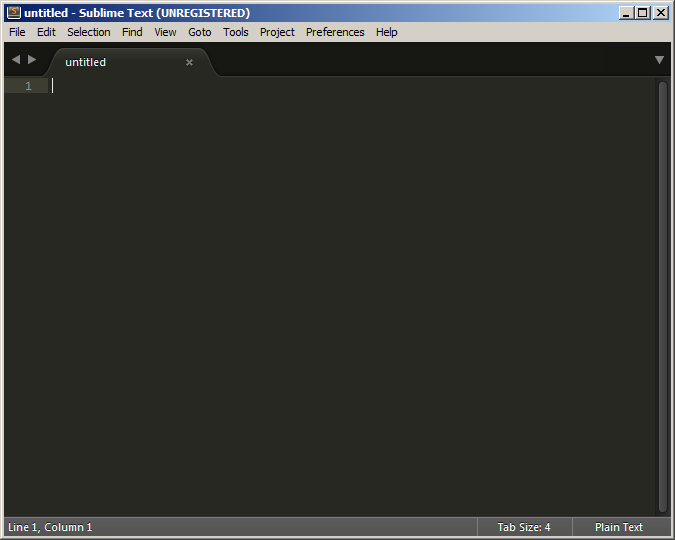 untitled - Sublime Text (UNREGISTERED)
File Edit Selection Find View Goto Tools Project Preferences Help
untitled
1
Line 1, Column 1 Tab Size: 4 Plain Text